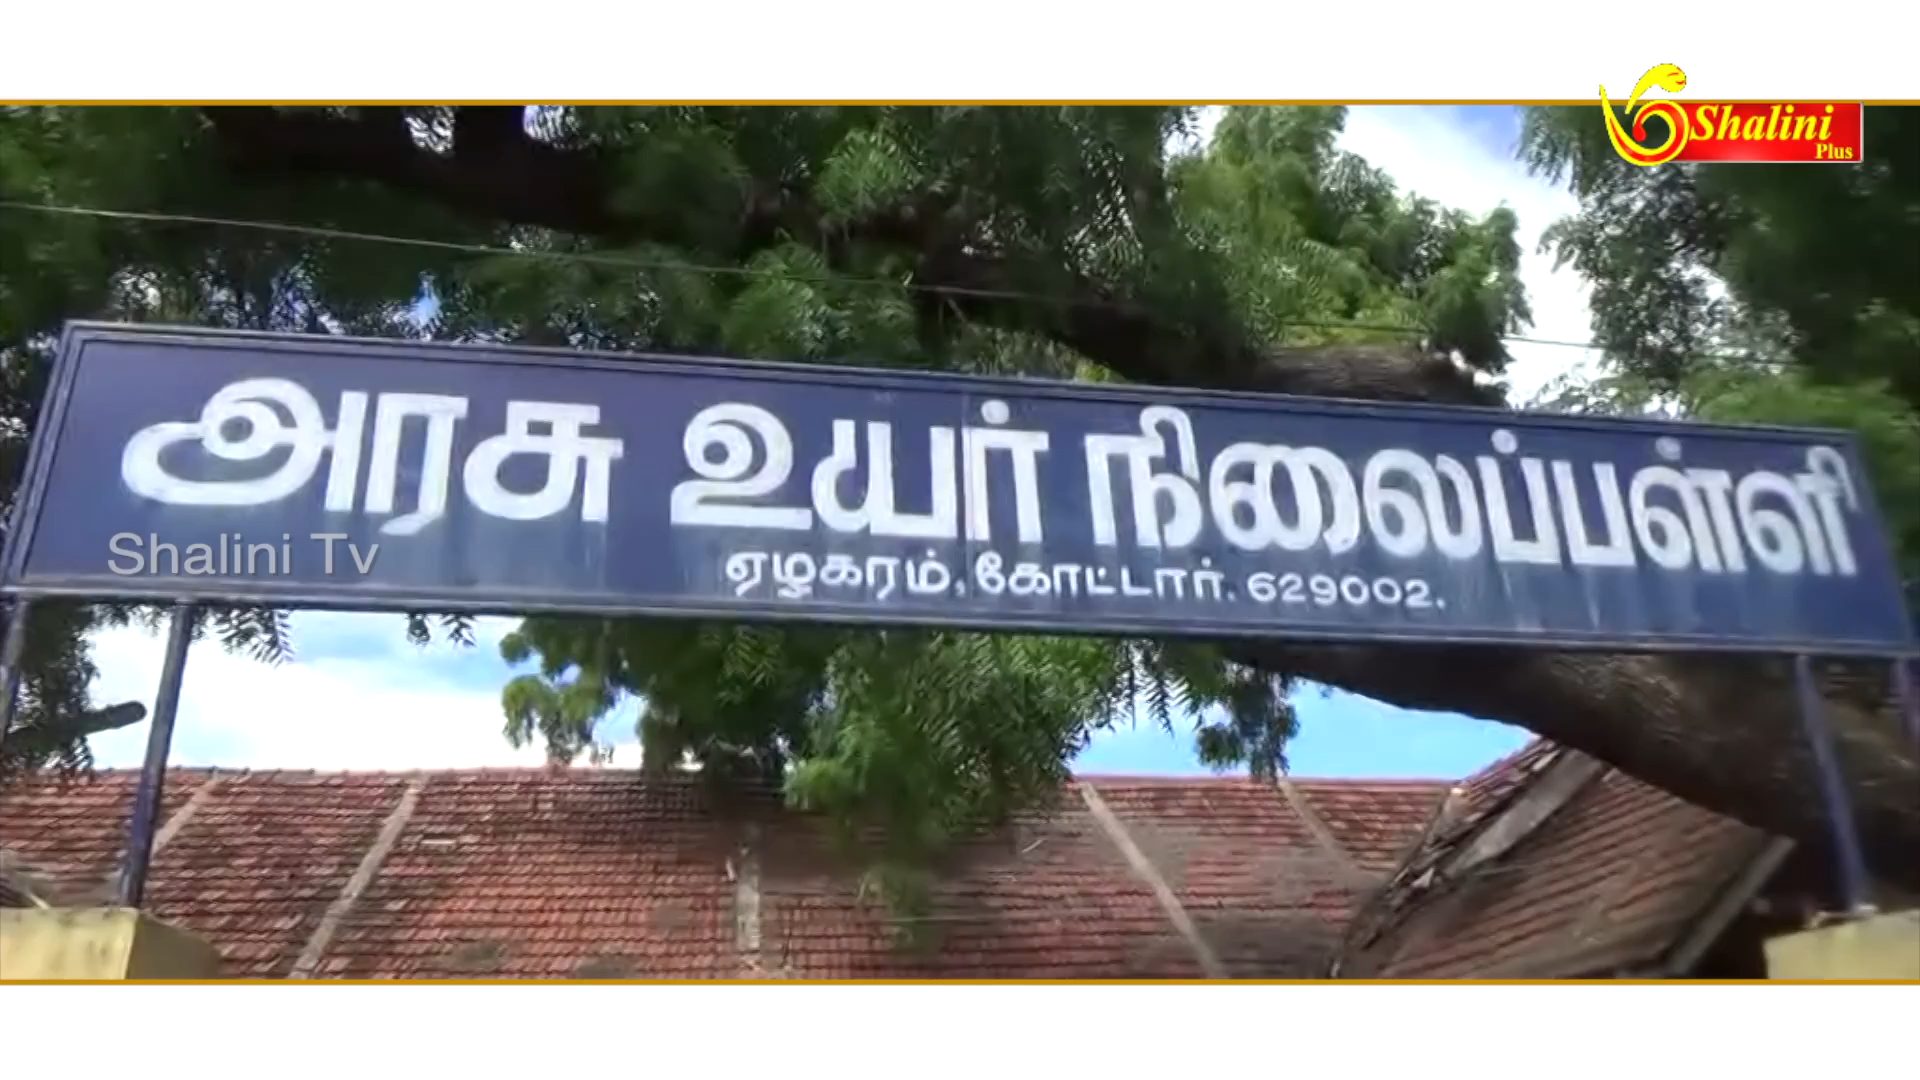 Shalini
Plus
அரசு உயர் நிலைப்பள்ளி
Shalini Tv
ஏழகரம், கோட்டார். 629002.